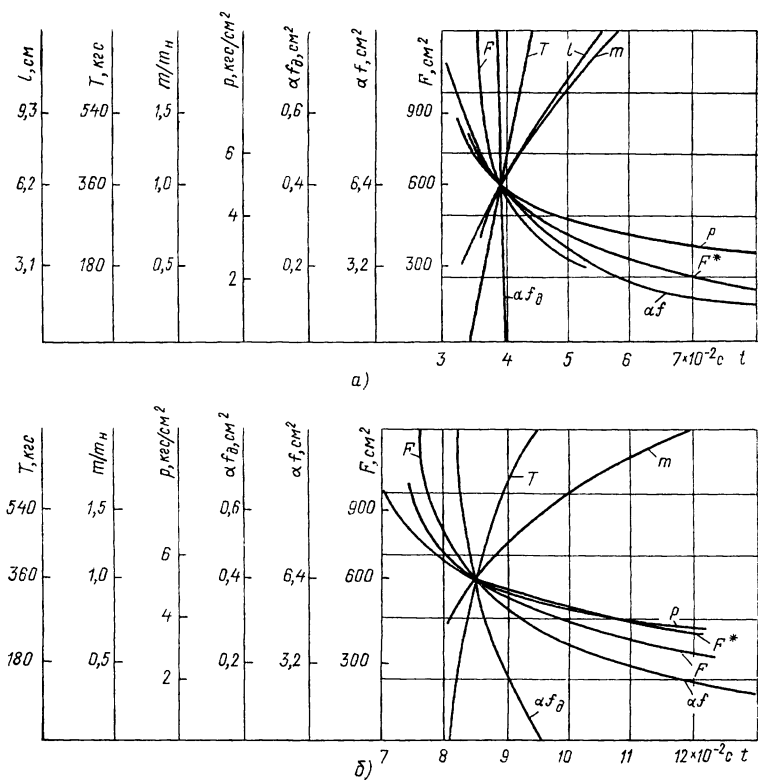 l, см
T, кгс
m/mн
p, кгс/см²
αfд, см²
αf, см²
F, см²
9,3 540 1,5 0,6 900
6
6,2 360 1,0 0,4 6,4 600
4
3,1 180 0,5 0,2 3,2 300
2
F T l m
p
F*
αf
αfд
3 4 5 6 7×10⁻²с t
а)
T, кгс
m/mн
p, кгс/см²
αfд, см²
αf, см²
F, см²
540 1,5 0,6 900
6
360 1,0 0,4 6,4 600
4
180 0,5 0,2 3,2 300
2
F T m
p
F*
F
αf
αfд
7 8 9 10 11 12×10⁻²с t
б)